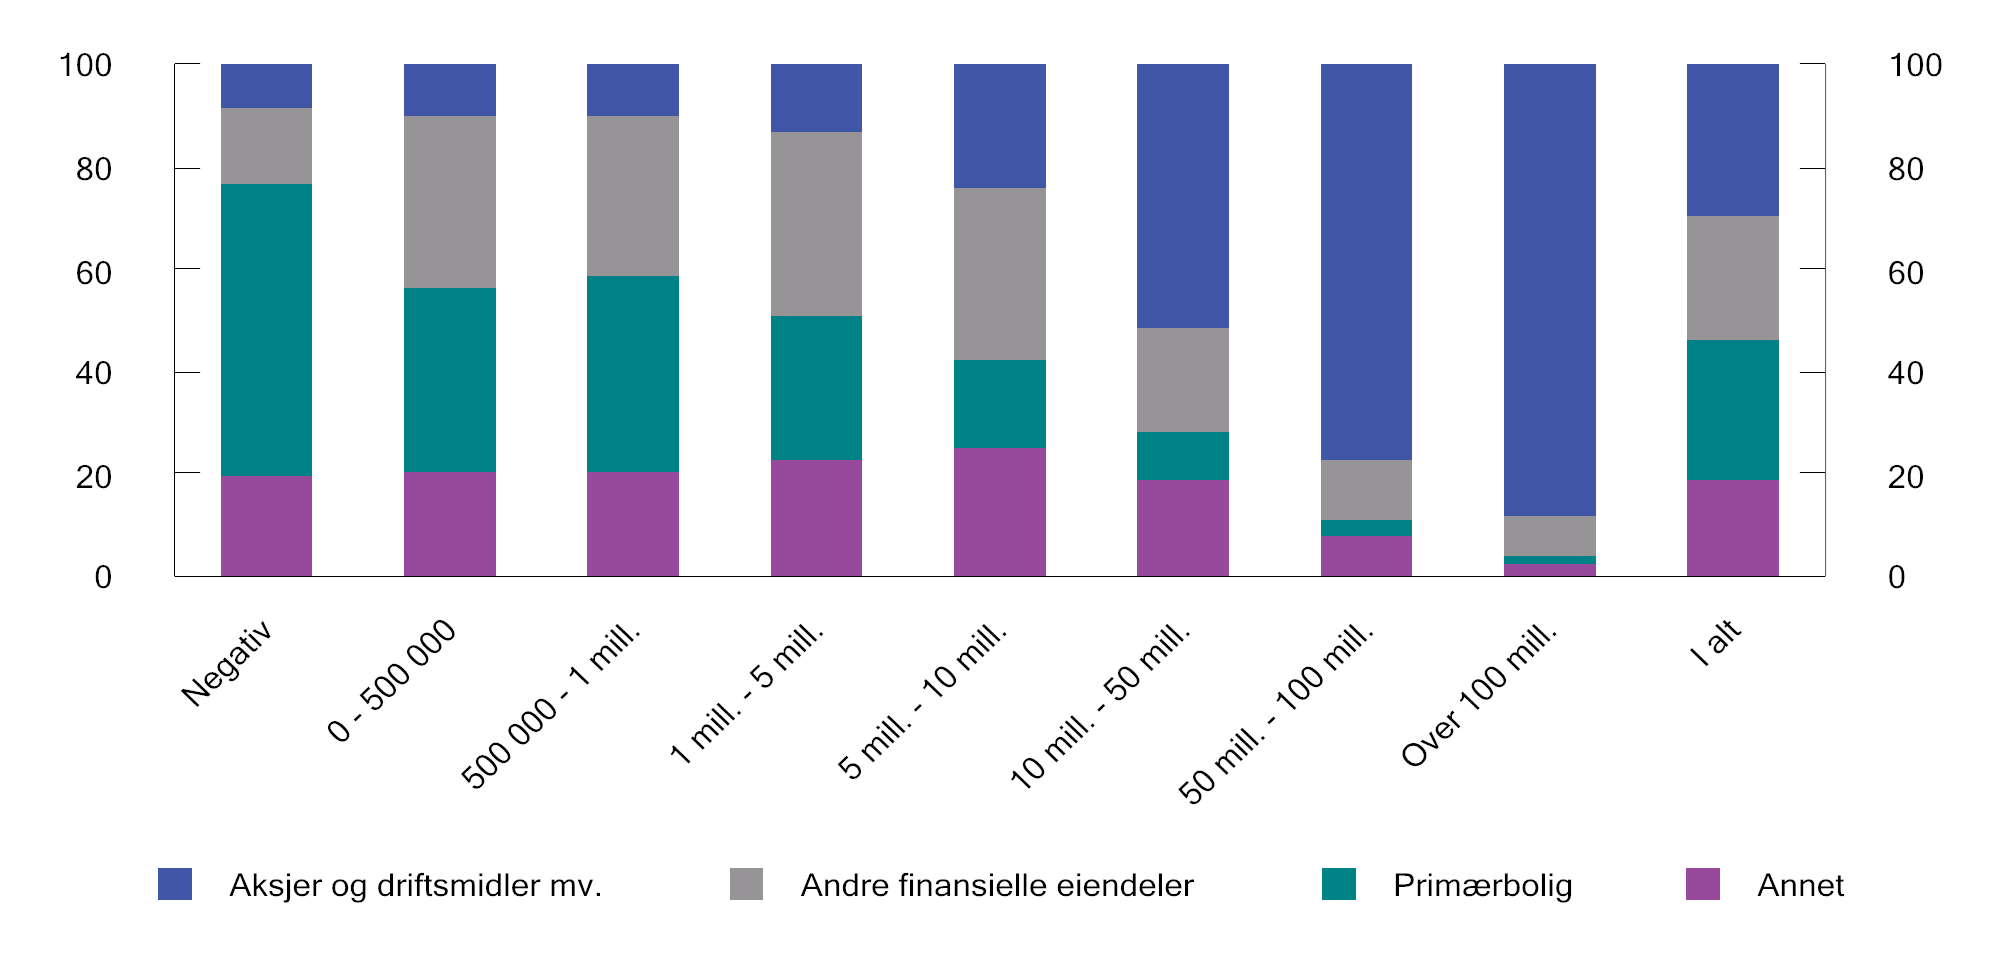 100 100
80 80
60 60
40 40
20 20
0 0
Negativ
0 - 500 000
500 000 - 1 mill.
1 mill. - 5 mill.
5 mill. - 10 mill.
10 mill. - 50 mill.
50 mill. - 100 mill.
Over 100 mill.
I alt
Aksjer og driftsmidler mv. Andre finansielle eiendeler Primærbolig Annet